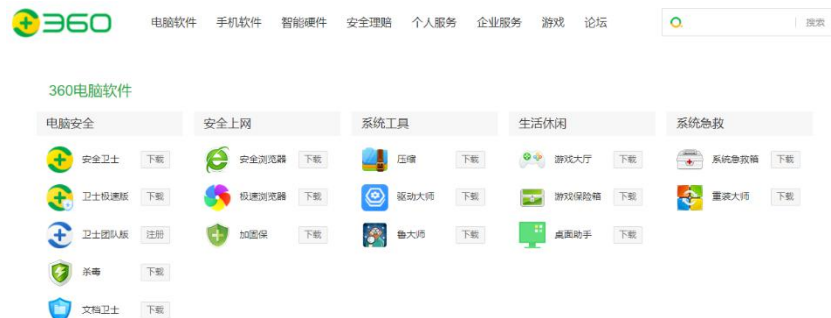 360 电脑软件 手机软件 智能硬件 安全理赔 个人服务 企业服务 游戏 论坛 搜索
360电脑软件
电脑安全 安全上网 系统工具 生活休闲 系统急救
安全卫士 下载 安全浏览器 下载 压缩 下载 游戏大厅 下载 系统急救箱 下载
卫士极速版 下载 极速浏览器 下载 驱动大师 下载 游戏保险箱 下载 重装大师 下载
卫士团队版 注册 加固保 下载 鲁大师 下载 桌面助手 下载
杀毒 下载
文档卫士 下载